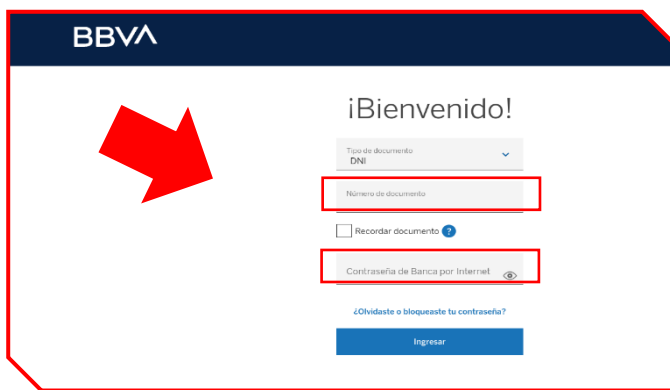 BBVA
¡Bienvenido!
Tipo de documento
DNI
Número de documento
Recordar documento ?
Contraseña de Banca por Internet
¿Olvidaste o bloqueaste tu contraseña?
Ingresar